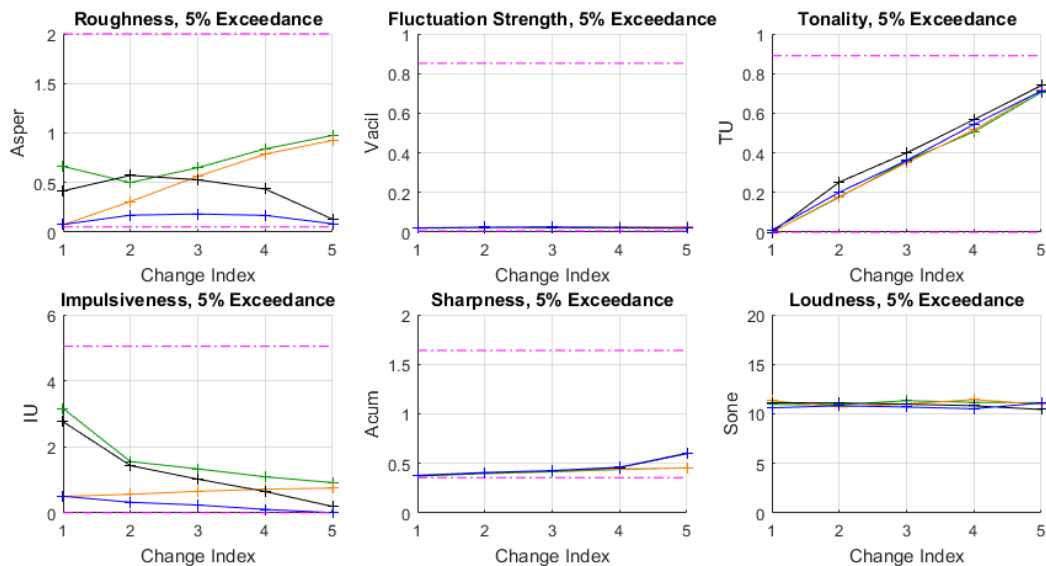 Roughness, 5% Exceedance
2
1.5
1
0.5
0
Asper
1 2 3 4 5
Change Index
Fluctuation Strength, 5% Exceedance
1
0.8
0.6
0.4
0.2
0
Vacil
1 2 3 4 5
Change Index
Tonality, 5% Exceedance
1
0.8
0.6
0.4
0.2
0
TU
1 2 3 4 5
Change Index
Impulsiveness, 5% Exceedance
6
4
2
0
IU
1 2 3 4 5
Change Index
Sharpness, 5% Exceedance
2
1.5
1
0.5
0
Acum
1 2 3 4 5
Change Index
Loudness, 5% Exceedance
20
15
10
5
0
Sone
1 2 3 4 5
Change Index